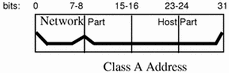 bits: 0 7-8 15-16 23-24 31
Network Part Host Part
Class A Address